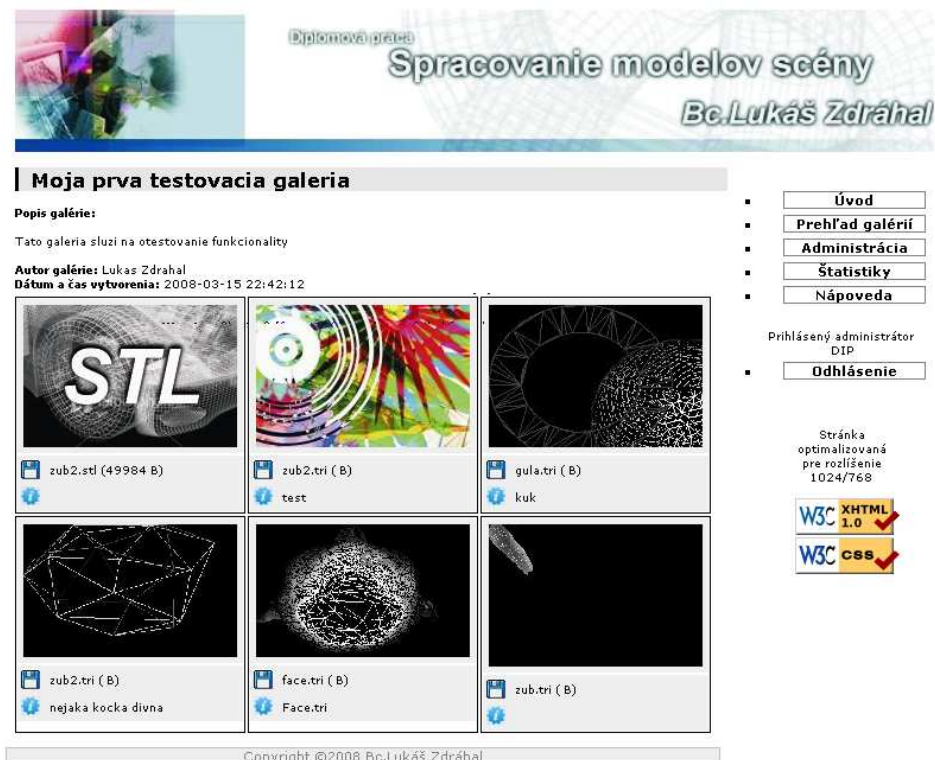 Diplomová práca
Spracovanie modelov scény
Bc.Lukáš Zdráhal
Moja prva testovacia galeria
Popis galérie:
Tato galeria sluzi na otestovanie funkcionality
Autor galérie: Lukas Zdrahal
Dátum a čas vytvorenia: 2008-03-15 22:42:12
STL
zub2.stl (49984 B)
zub2.tri ( B)
test
gula.tri ( B)
kuk
zub2.tri ( B)
nejaka kocka divna
face.tri ( B)
Face.tri
zub.tri ( B)
Úvod
Prehľad galérií
Administrácia
Štatistiky
Nápoveda
Prihlásený administrátor
DIP
Odhlásenie
Stránka
optimalizovaná
pre rozlíšenie
1024/768
W3C XHTML 1.0
W3C css
Copyright ©2008 Bc.Lukáš Zdráhal